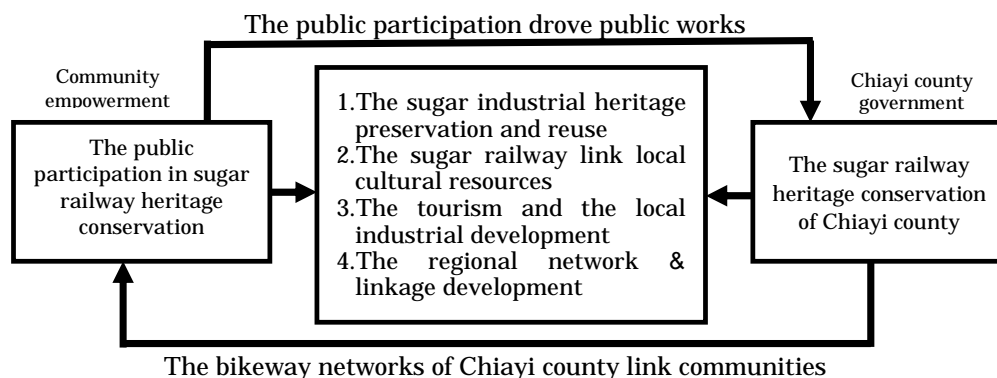 The public participation drove public works
Community
empowerment
The public
participation in sugar
railway heritage
conservation
1.The sugar industrial heritage
preservation and reuse
2.The sugar railway link local
cultural resources
3.The tourism and the local
industrial development
4.The regional network &
linkage development
Chiayi county
government
The sugar railway
heritage conservation
of Chiayi county
The bikeway networks of Chiayi county link communities